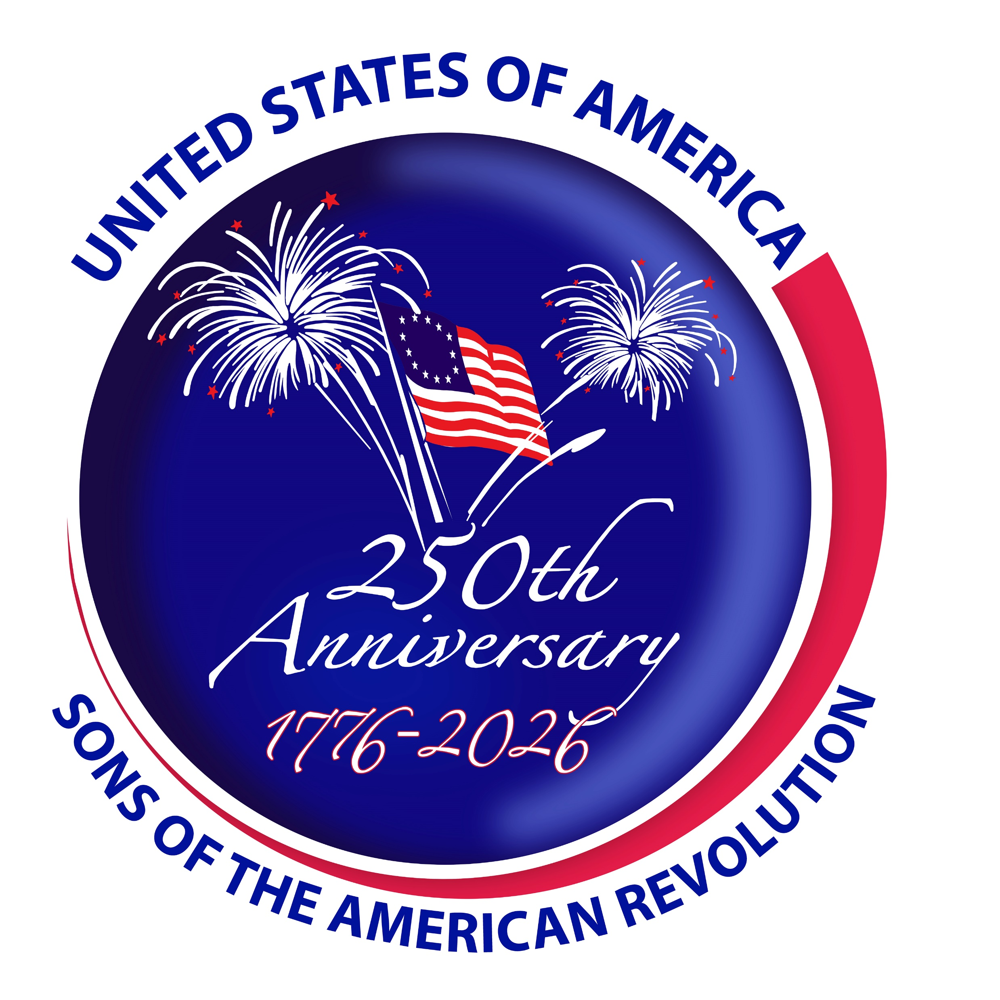 UNITED STATES OF AMERICA
250th
Anniversary
1776-2026
SONS OF THE AMERICAN REVOLUTION